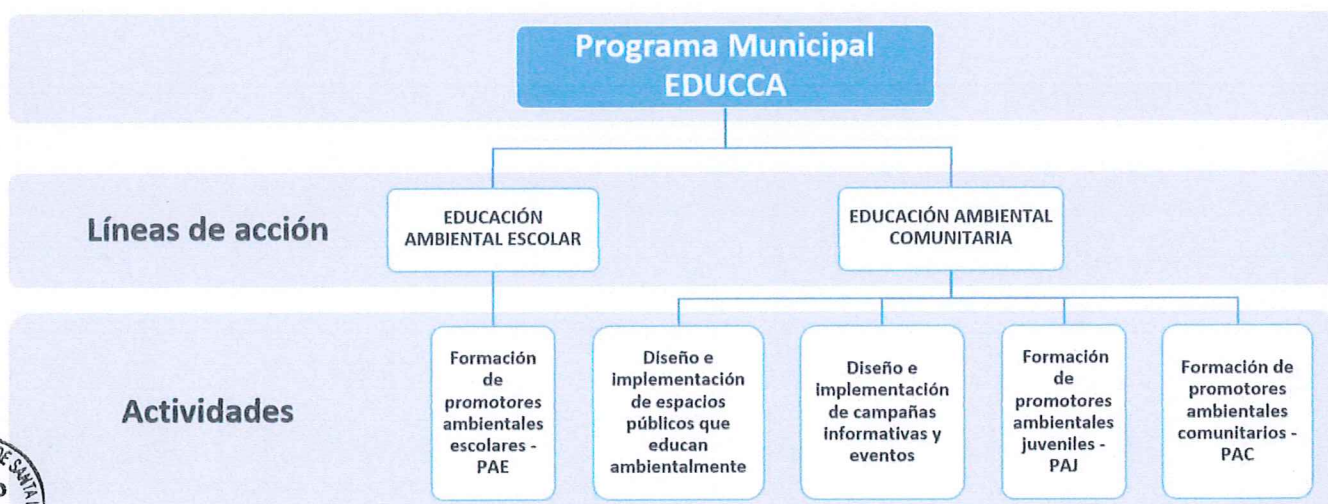 Programa Municipal
EDUCCA
Líneas de acción
EDUCACIÓN
AMBIENTAL ESCOLAR
EDUCACIÓN AMBIENTAL
COMUNITARIA
Actividades
Formación
de
promotores
ambientales
escolares -
PAE
Diseño e
implementación
de espacios
públicos que
educan
ambientalmente
Diseño e
implementación
de campañas
informativas y
eventos
Formación
de
promotores
ambientales
juveniles -
PAJ
Formación de
promotores
ambientales
comunitarios -
PAC
DE SANTA